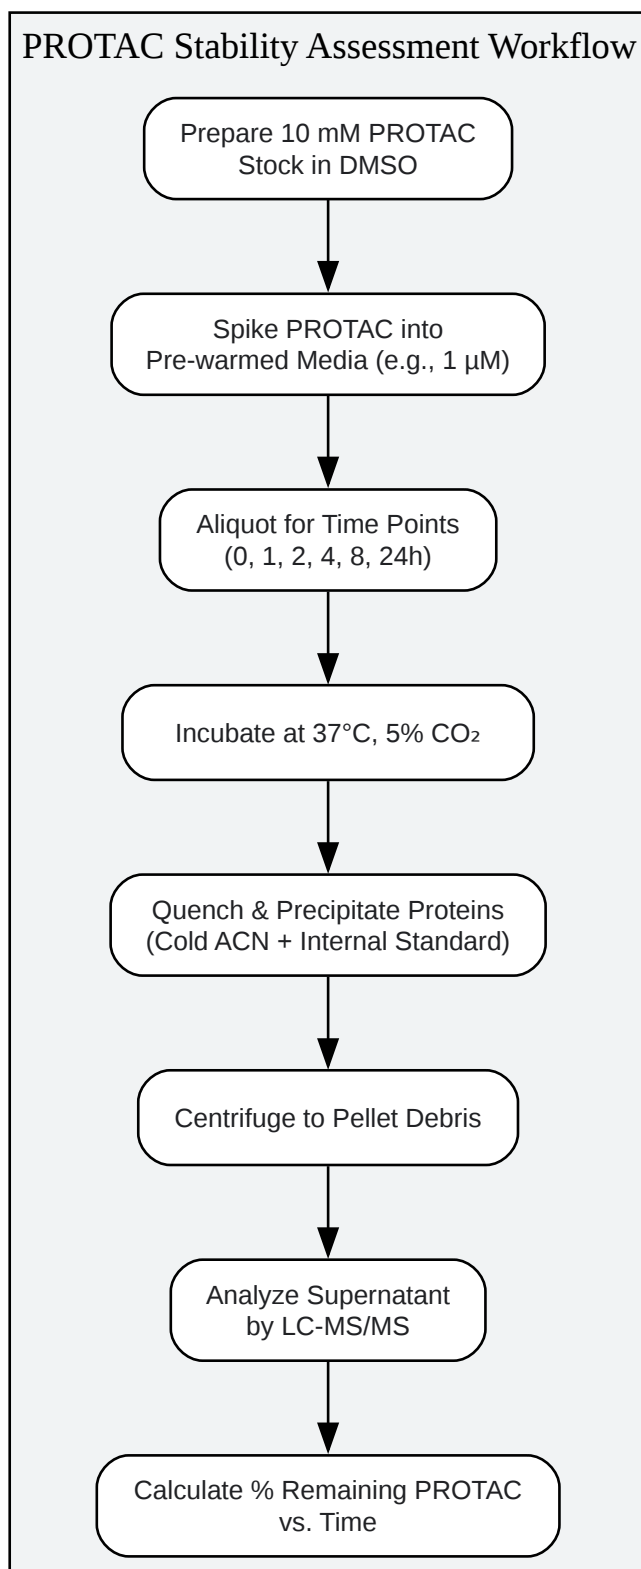 PROTAC Stability Assessment Workflow
Prepare 10 mM PROTAC
Stock in DMSO
Spike PROTAC into
Pre-warmed Media (e.g., 1 µM)
Aliquot for Time Points
(0, 1, 2, 4, 8, 24h)
Incubate at 37°C, 5% CO₂
Quench & Precipitate Proteins
(Cold ACN + Internal Standard)
Centrifuge to Pellet Debris
Analyze Supernatant
by LC-MS/MS
Calculate % Remaining PROTAC
vs. Time